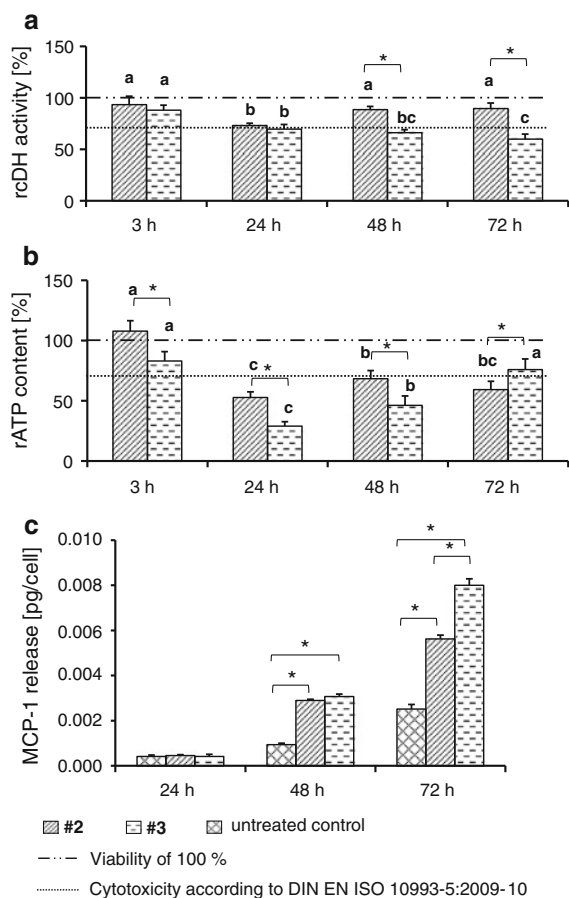 a
rcDH activity [%]
150
100
50
0
a a b b a * bc a * c
3 h 24 h 48 h 72 h
b
rATP content [%]
150
100
50
0
a * a c * c b * b bc * a
3 h 24 h 48 h 72 h
c
MCP-1 release [pg/cell]
0.010
0.008
0.006
0.004
0.002
0.000
* *
* * * *
24 h 48 h 72 h
#2 #3 untreated control
Viability of 100 %
Cytotoxicity according to DIN EN ISO 10993-5:2009-10